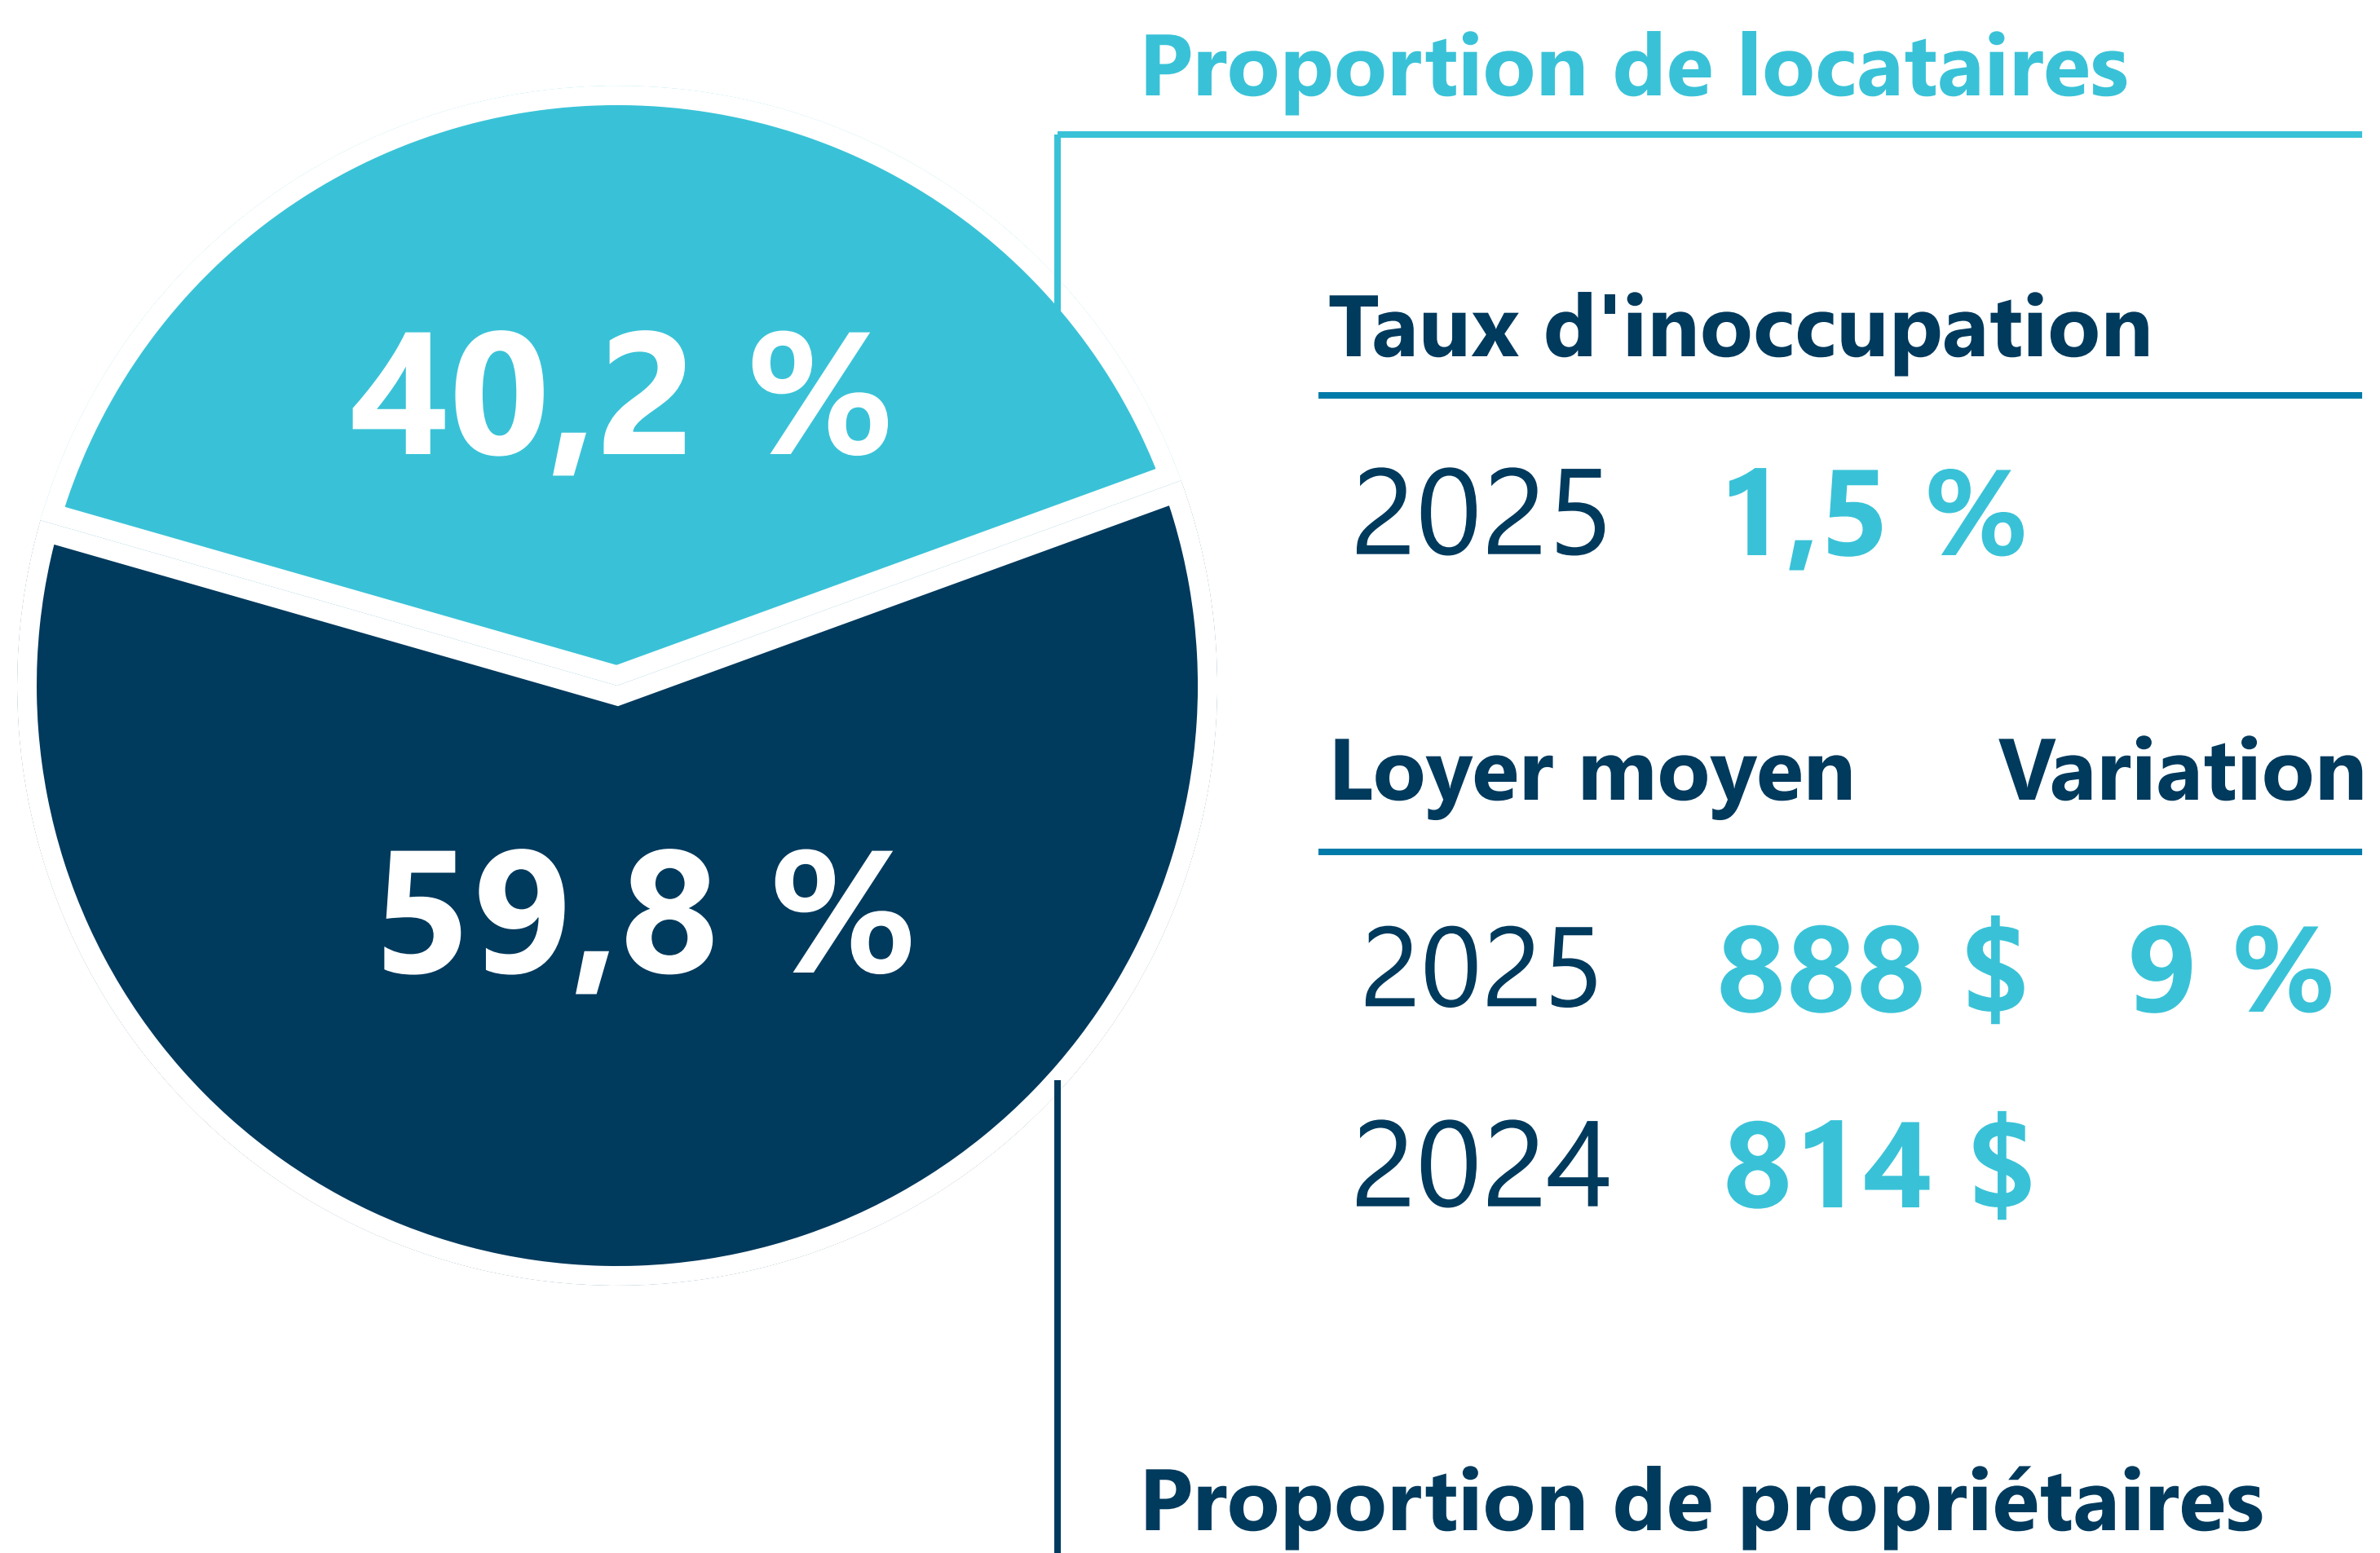 Proportion de locataires
40,2 %
Taux d'inoccupation
2025 1,5 %
Loyer moyen Variation
59,8 %
2025 888 $ 9 %
2024 814 $
Proportion de propriétaires